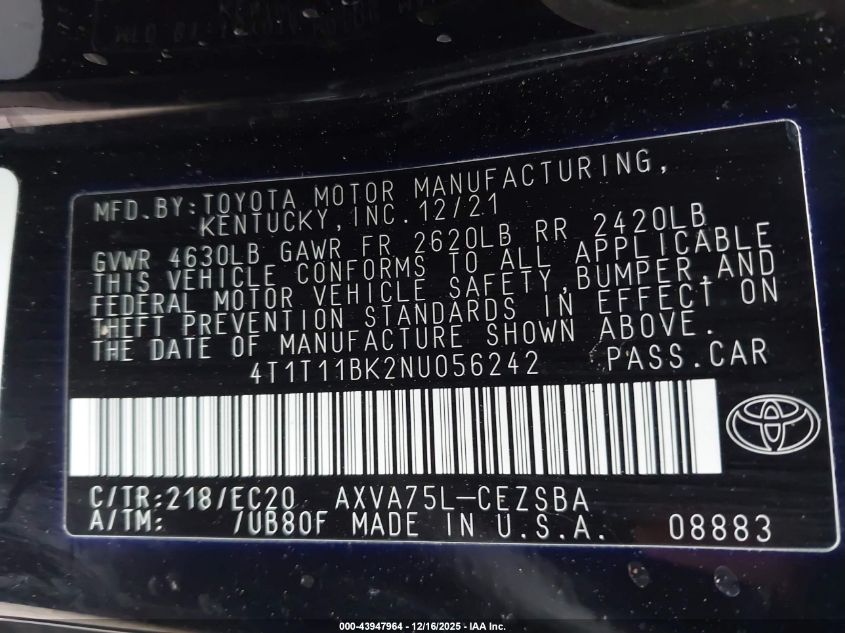 MFD.BY:TOYOTA MOTOR MANUFACTURING,
KENTUCKY,INC.12/21
GVWR 4630LB GAWR FR 2620LB RR 2420LB
THIS VEHICLE CONFORMS TO ALL APPLICABLE
FEDERAL MOTOR VEHICLE SAFETY,BUMPER,AND
THEFT PREVENTION STANDARDS IN EFFECT ON
THE DATE OF MANUFACTURE SHOWN ABOVE.
4T1T11BK2NU056242 PASS.CAR
C/TR:218/EC20 AXVA75L-CEZSBA
A/TM: /UB80F MADE IN U.S.A. 08883
000-43947964 - 12/16/2025 - IAA Inc.